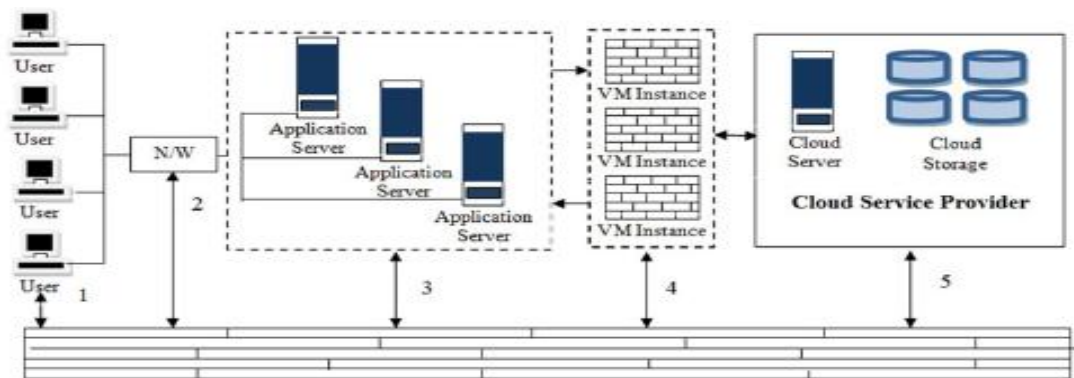 User
User
User
User
1
N/W
2
Application
Server
Application
Server
Application
Server
3
VM Instance
VM Instance
VM Instance
4
Cloud
Server
Cloud
Storage
Cloud Service Provider
5